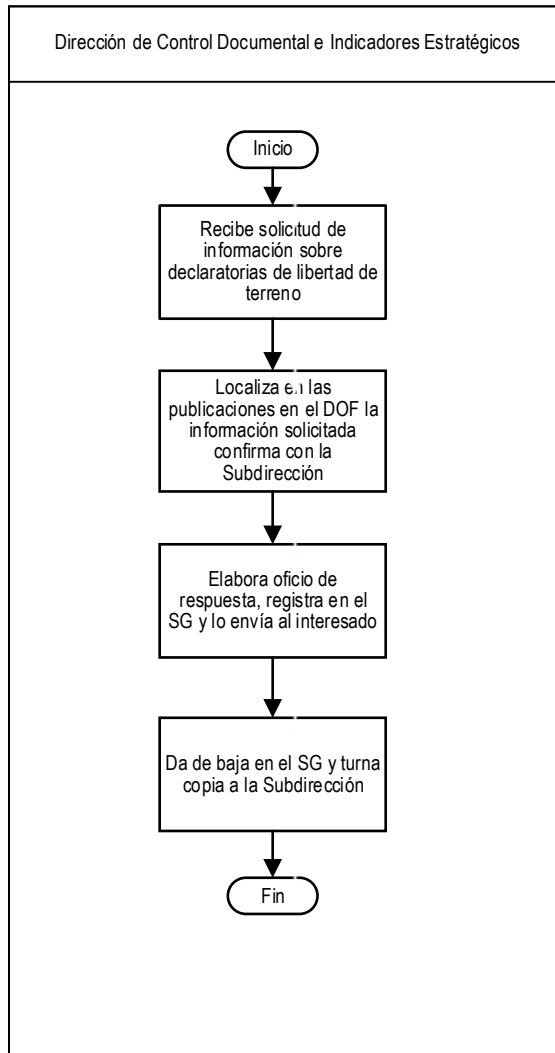 Dirección de Control Documental e Indicadores Estratégicos
Inicio
Recibe solicitud de
información sobre
declaratorias de libertad de
terreno
Localiza en las
publicaciones en el DOF la
información solicitada
confirma con la
Subdirección
Elabora oficio de
respuesta, registra en el
SG y lo envía al interesado
Da de baja en el SG y turna
copia a la Subdirección
Fin